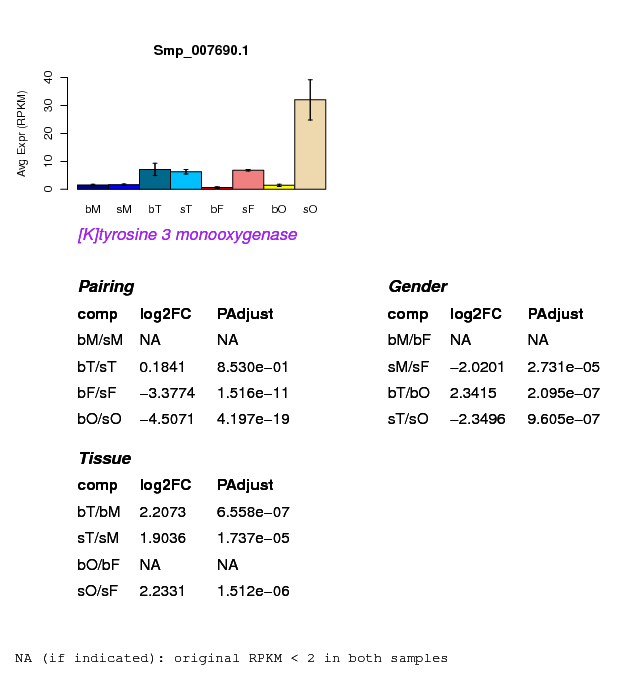 Smp_007690.1
Avg Expr (RPKM)
0 10 20 30 40
bM sM bT sT bF sF bO sO
[K]tyrosine 3 monooxygenase
Pairing
comp log2FC PAdjust
bM/sM NA NA
bT/sT 0.1841 8.530e−01
bF/sF −3.3774 1.516e−11
bO/sO −4.5071 4.197e−19
Gender
comp log2FC PAdjust
bM/bF NA NA
sM/sF −2.0201 2.731e−05
bT/bO 2.3415 2.095e−07
sT/sO −2.3496 9.605e−07
Tissue
comp log2FC PAdjust
bT/bM 2.2073 6.558e−07
sT/sM 1.9036 1.737e−05
bO/bF NA NA
sO/sF 2.2331 1.512e−06
NA (if indicated): original RPKM < 2 in both samples